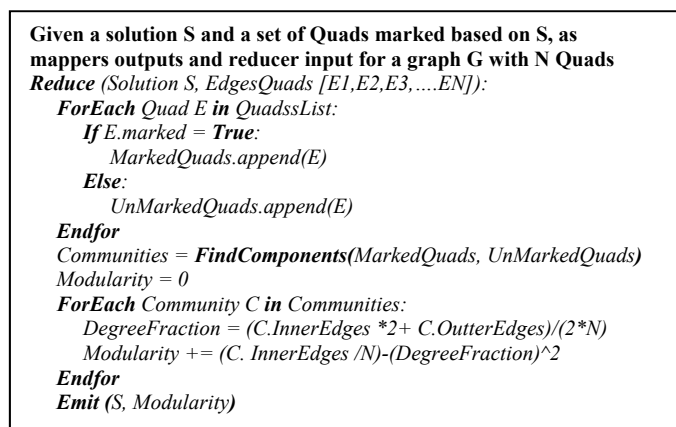 Given a solution S and a set of Quads marked based on S, as
mappers outputs and reducer input for a graph G with N Quads
Reduce (Solution S, EdgesQuads [E1,E2,E3,….EN]):
ForEach Quad E in QuadssList:
If E.marked = True:
MarkedQuads.append(E)
Else:
UnMarkedQuads.append(E)
Endfor
Communities = FindComponents(MarkedQuads, UnMarkedQuads)
Modularity = 0
ForEach Community C in Communities:
DegreeFraction = (C.InnerEdges *2+ C.OutterEdges)/(2*N)
Modularity += (C. InnerEdges /N)-(DegreeFraction)^2
Endfor
Emit (S, Modularity)